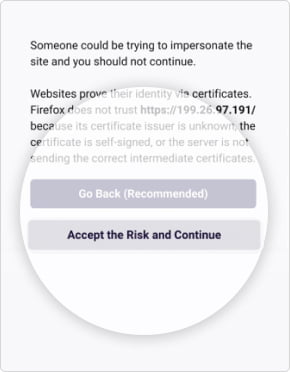 Someone could be trying to impersonate the
site and you should not continue.
Websites prove their identity via certificates.
Firefox does not trust https://199.26.97.191/
because its certificate issuer is unknown, the
certificate is self-signed, or the server is not
sending the correct intermediate certificates.
Go Back (Recommended)
Accept the Risk and Continue